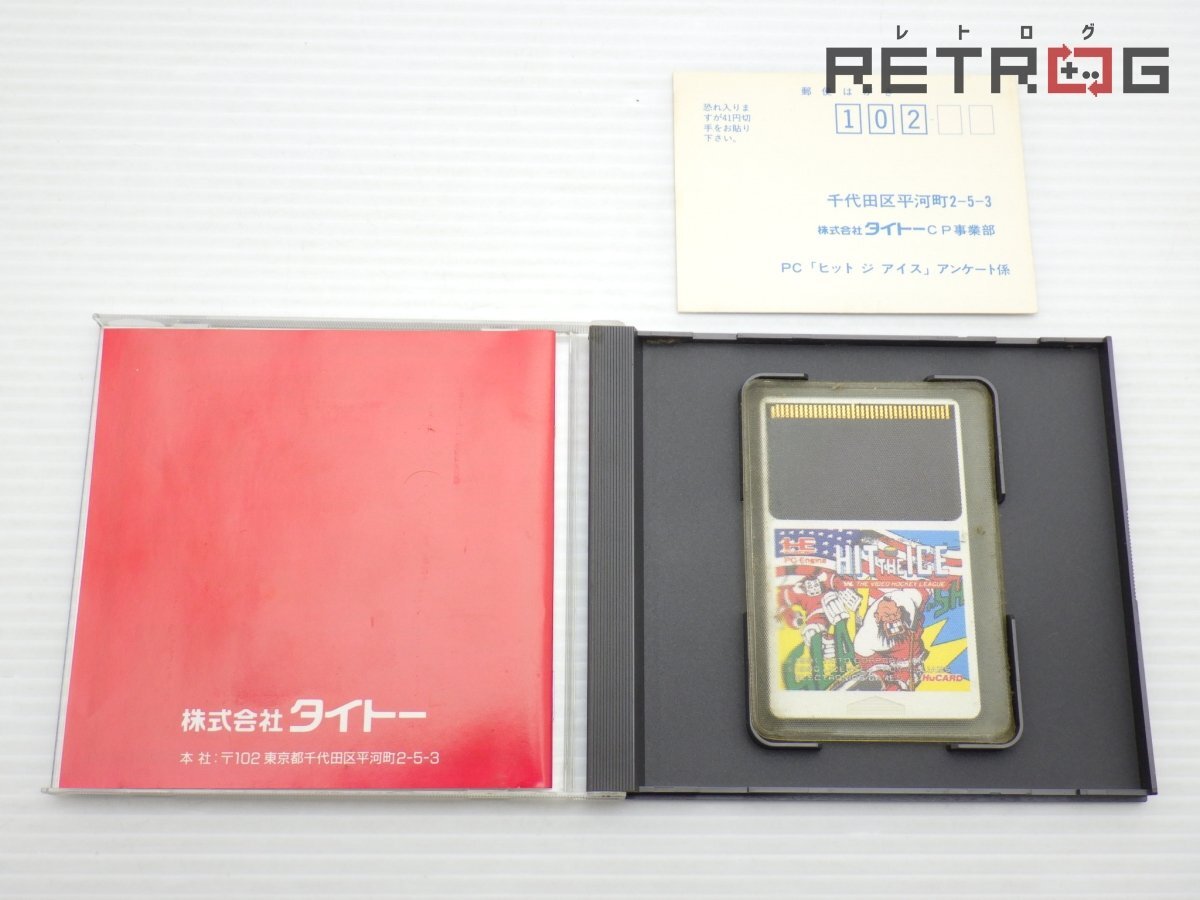 レトログ
RETROG
郵便はがき
恐れ入りま
すが41円切
手をお貼り
下さい。
102
千代田区平河町2-5-3
株式会社タイトーCP事業部
PC「ヒット ジ アイス」アンケート係
PC Engine
HIT THE ICE
THE VIDEO HOCKEY LEAGUE
HuCARD
株式会社 タイトー
本社:〒102 東京都千代田区平河町2-5-3